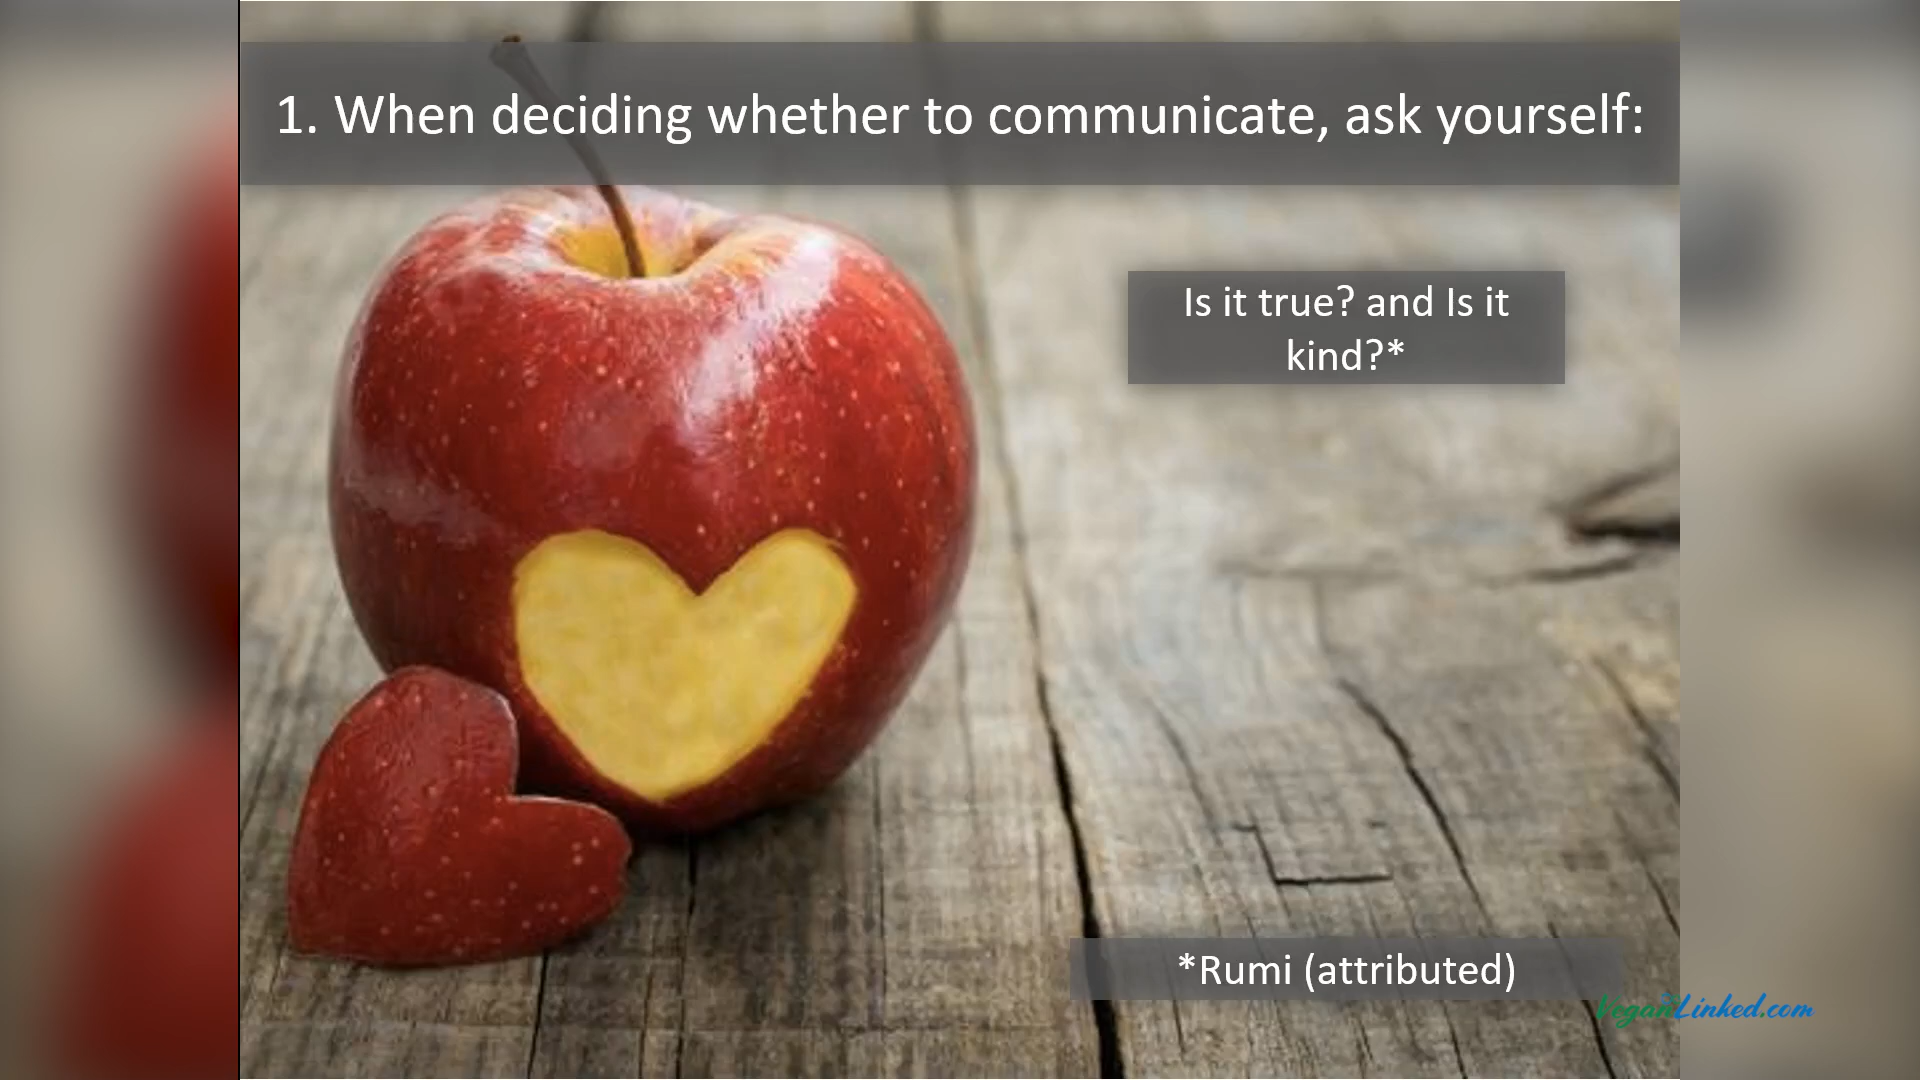 1. When deciding whether to communicate, ask yourself:
Is it true? and Is it
kind?*
*Rumi (attributed)
VeganLinked.com